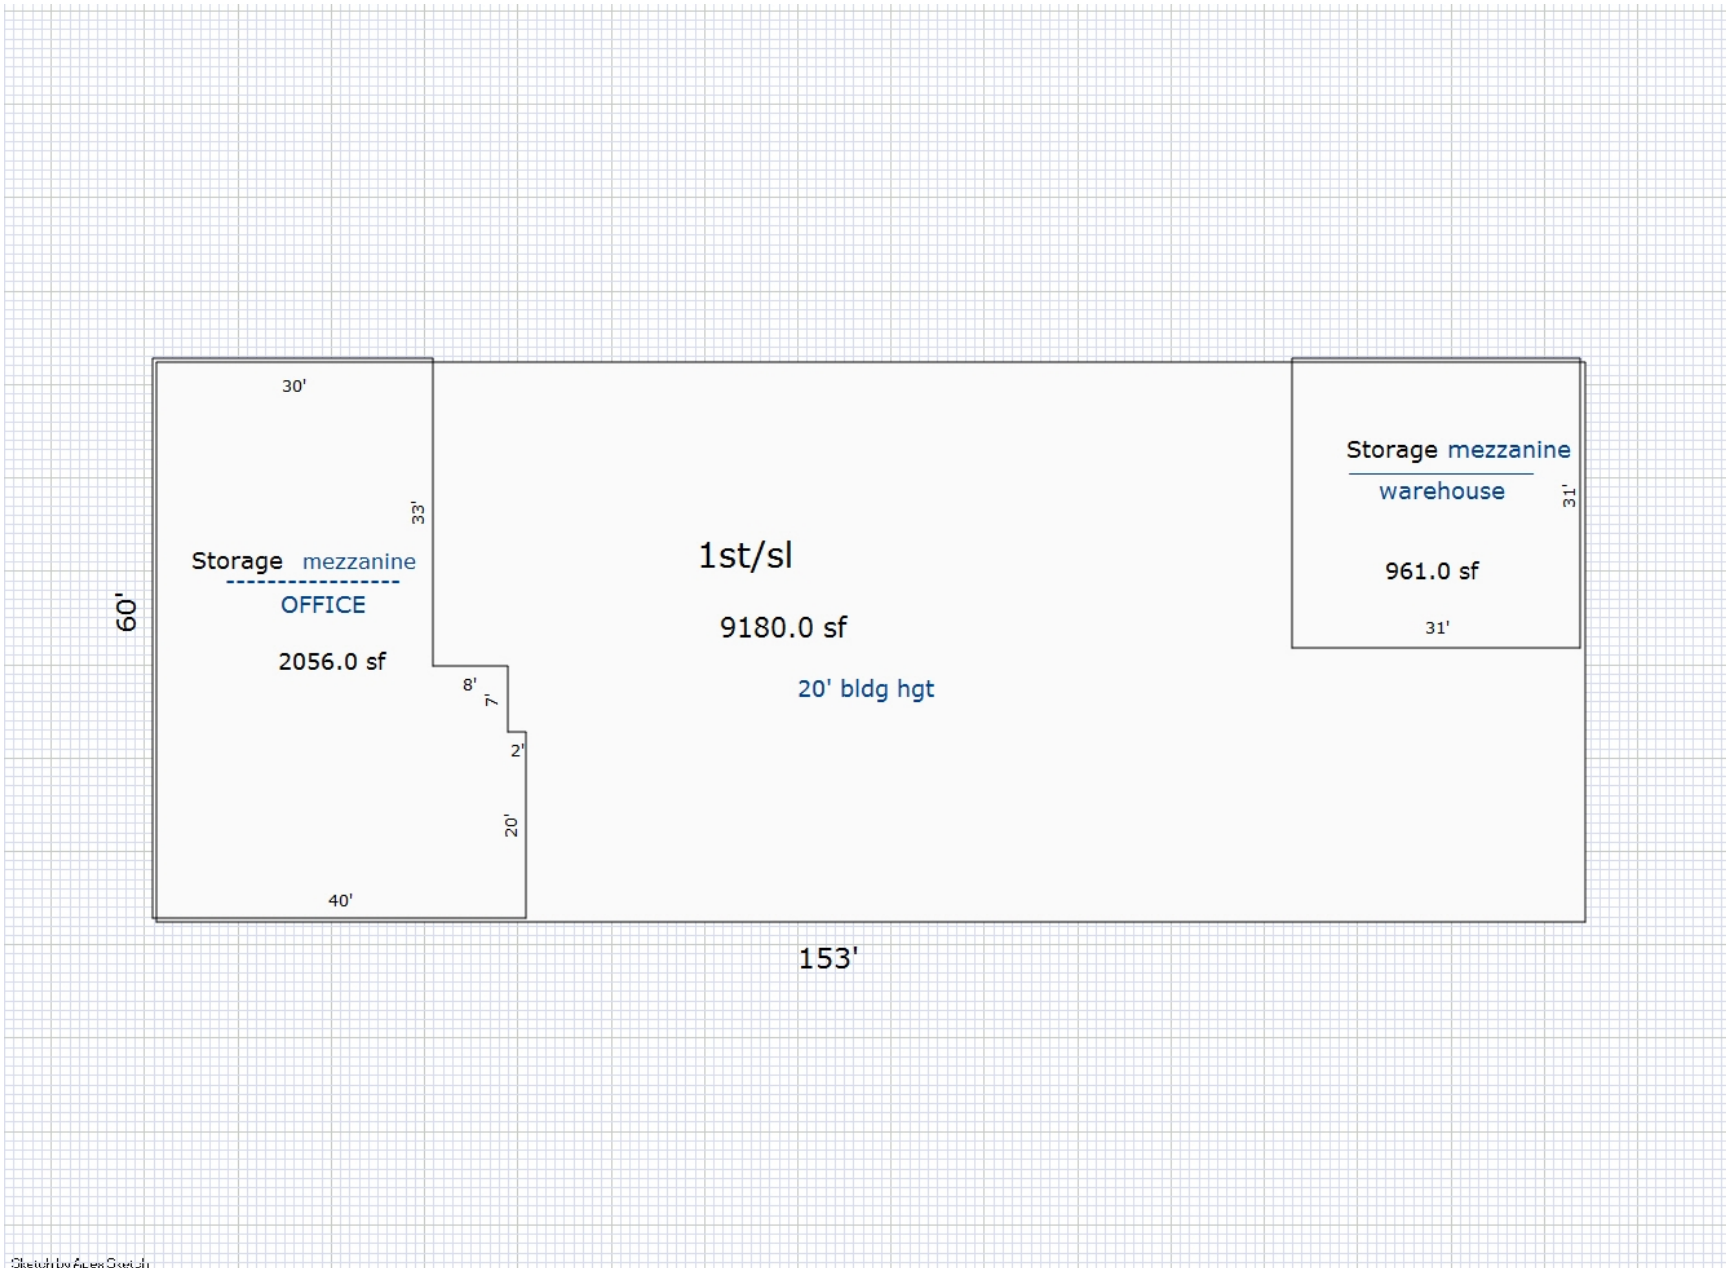 30'
33'
Storage mezzanine
OFFICE
2056.0 sf
60'
8'
7'
2'
20'
40'
1st/sl
9180.0 sf
20' bldg hgt
153'
Storage mezzanine
warehouse
31'
961.0 sf
31'
Sketch by Apex Sketch